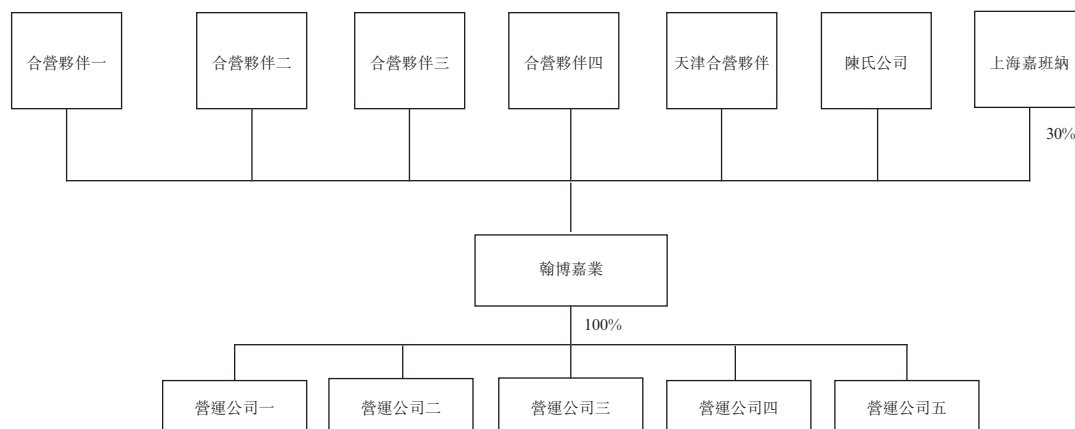 合營夥伴一
合營夥伴二
合營夥伴三
合營夥伴四
天津合營夥伴
陳氏公司
上海嘉班納
30%
翰博嘉業
100%
營運公司一
營運公司二
營運公司三
營運公司四
營運公司五